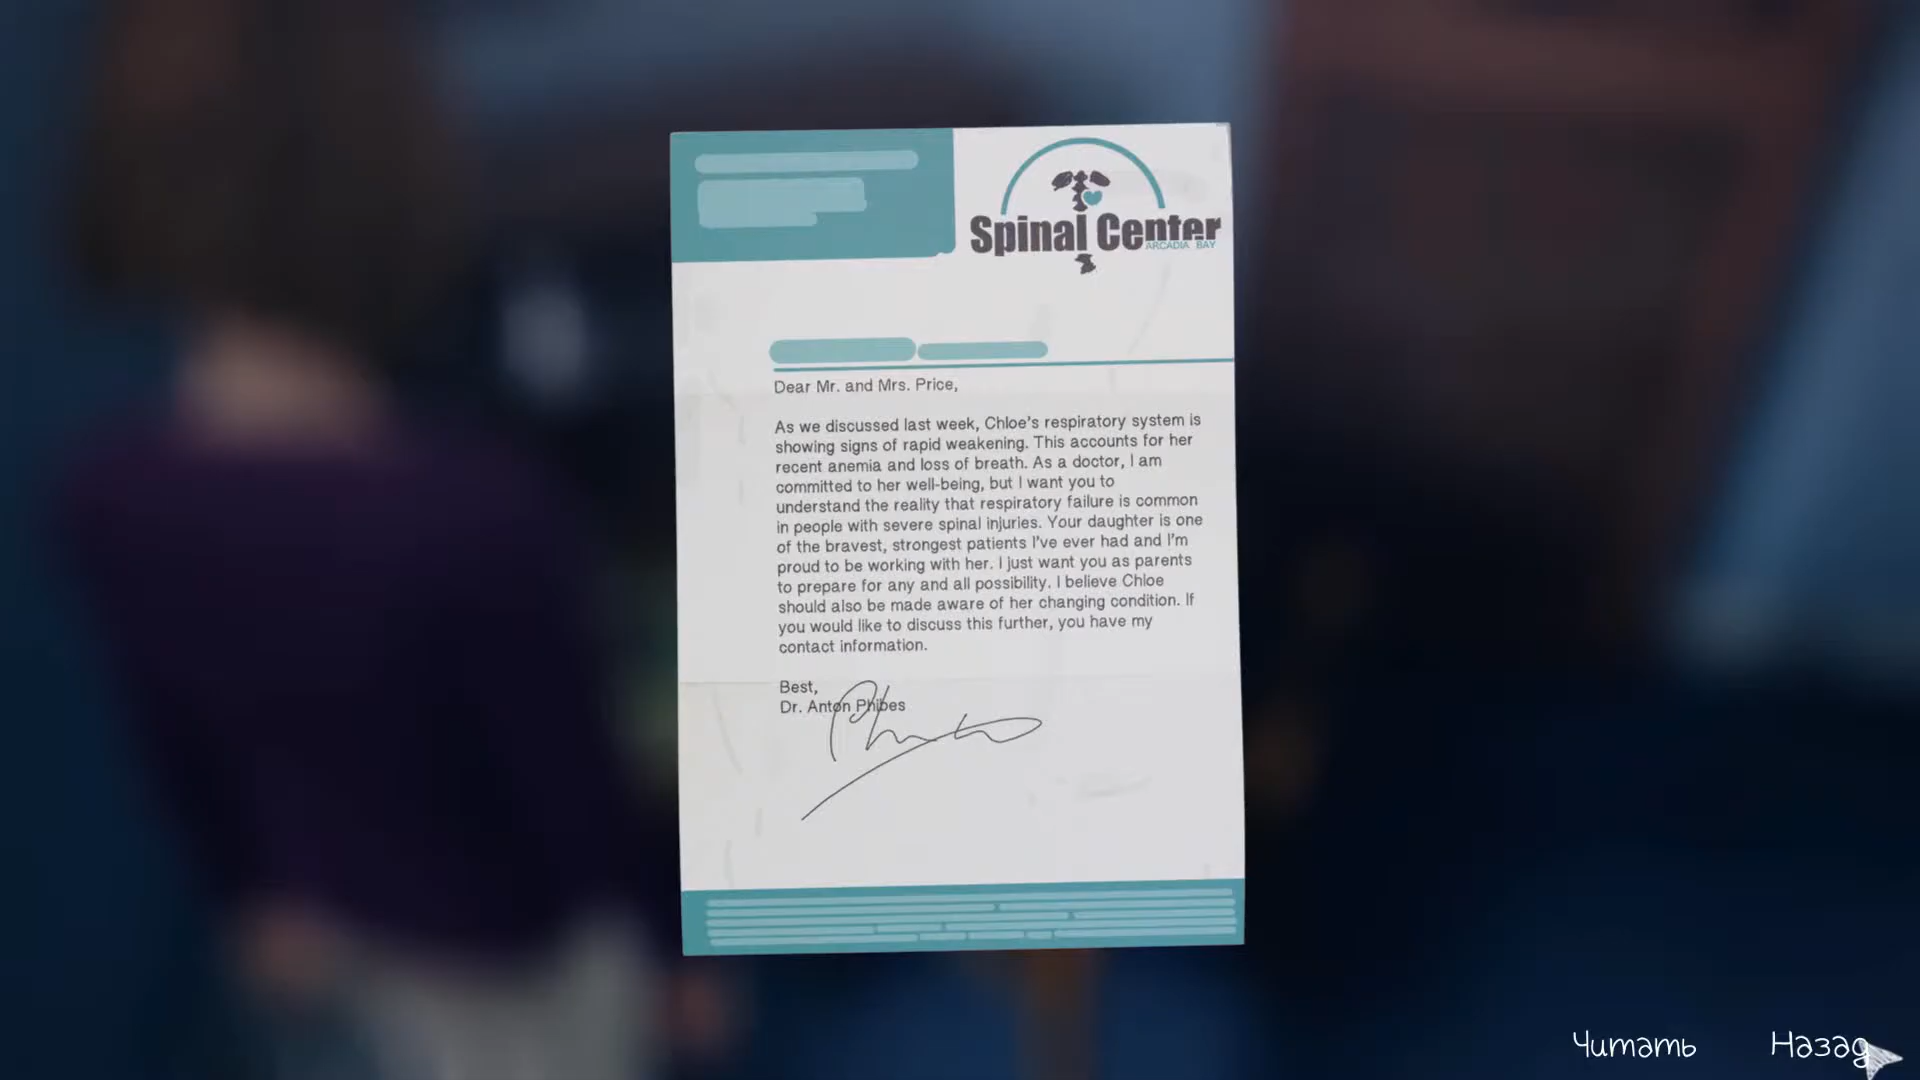 Spinal Center
ARCADIA BAY
Dear Mr. and Mrs. Price,
As we discussed last week, Chloe's respiratory system is
showing signs of rapid weakening. This accounts for her
recent anemia and loss of breath. As a doctor, I am
committed to her well-being, but I want you to
understand the reality that respiratory failure is common
in people with severe spinal injuries. Your daughter is one
of the bravest, strongest patients I've ever had and I'm
proud to be working with her. I just want you as parents
to prepare for any and all possibility. I believe Chloe
should also be made aware of her changing condition. If
you would like to discuss this further, you have my
contact information.
Best,
Dr. Anton Phibes
Читать
Назад